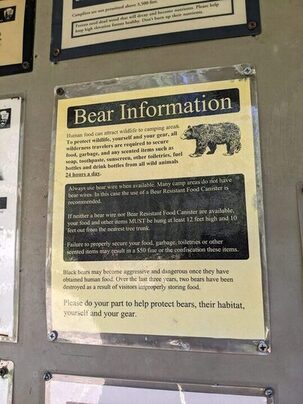 Campfires are not permitted above 3,500 feet.
Frozen dead wood that will decay and become nutrients. Please help
keep high elevation forests healthy. Don't burn their nutrients.
Bear Information
Human food can attract wildlife to camping areas.
To protect wildlife, yourself and your gear, all
wilderness travelers are required to secure
food, garbage, and any scented items such as
soap, toothpaste, sunscreen, other toiletries, fuel
bottles and drink bottles from all wild animals
24 hours a day.
Always use bear wire when available. Many camp areas do not have
bear wires. In this case the use of a Bear Resistant Food Canister is
recommended.
If neither a bear wire nor Bear Resistant Food Canister are available,
your food and other items MUST be hung at least 12 feet high and 10
feet out from the nearest tree trunk.
Failure to properly secure your food, garbage, toiletries or other
scented items may result in a $50 fine or the confiscation of these items.
Black bears may become aggressive and dangerous once they have
obtained human food. Over the last three years, two bears have been
destroyed as a result of visitors improperly storing food.
Please do your part to help protect bears, their habitat,
yourself and your gear.